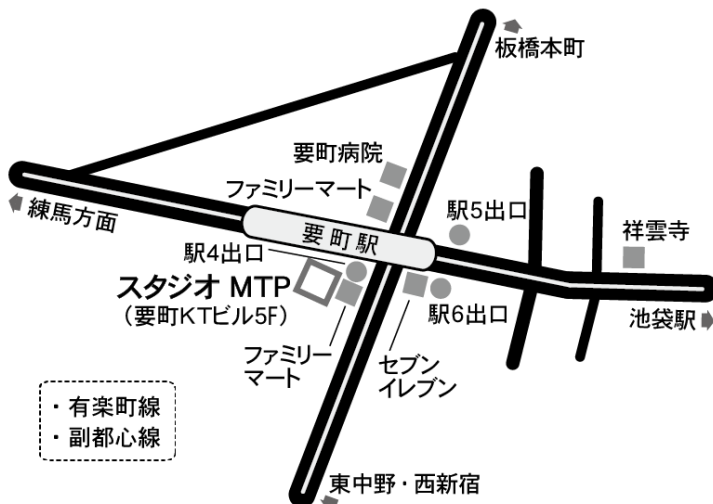 板橋本町
要町病院
ファミリーマート
練馬方面
要町駅
駅5出口
祥雲寺
駅4出口
スタジオ MTP
（要町KTビル5F）
駅6出口
池袋駅
ファミリー
マート
セブン
イレブン
・有楽町線
・副都心線
東中野・西新宿